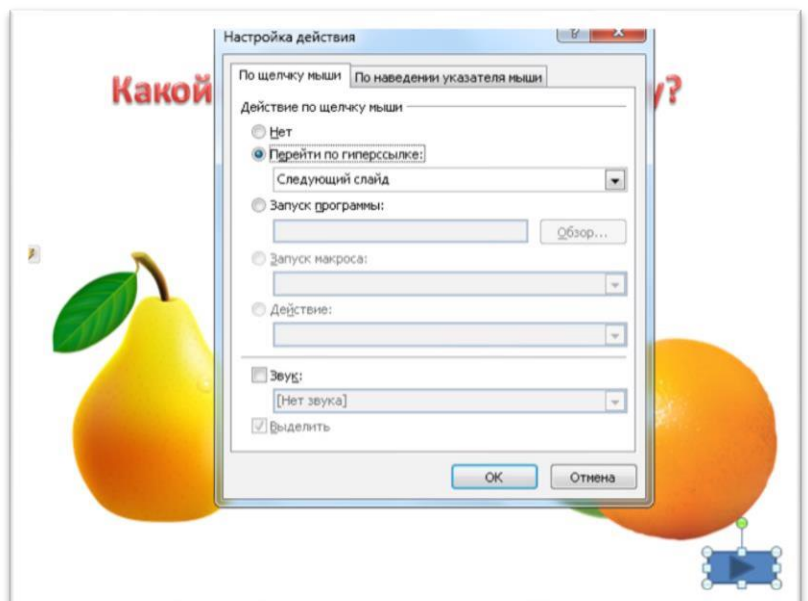 Настройка действия
По щелчку мыши По наведении указателя мыши
Какой у?
Действие по щелчку мыши
Нет
Перейти по гиперссылке:
Следующий слайд
Запуск программы:
Обзор...
Запуск макроса:
Действие:
Звук:
[Нет звука]
Выделить
ОК Отмена